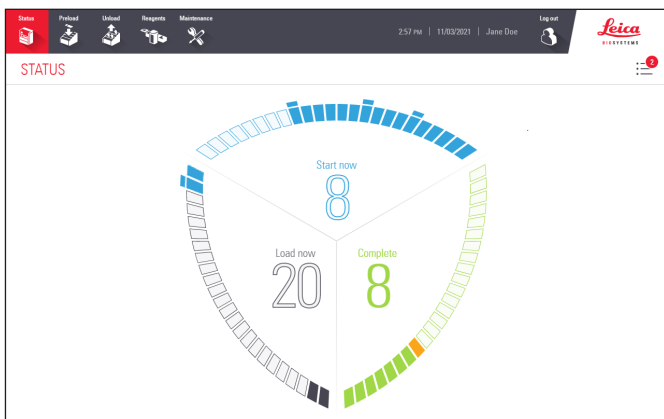 Status Preload Unload Reagents Maintenance
2:57 PM | 11/03/2021 | Jane Doe
Log out
Leica
BIOSYSTEMS
STATUS
2
Start now
8
Load now
20
Complete
8